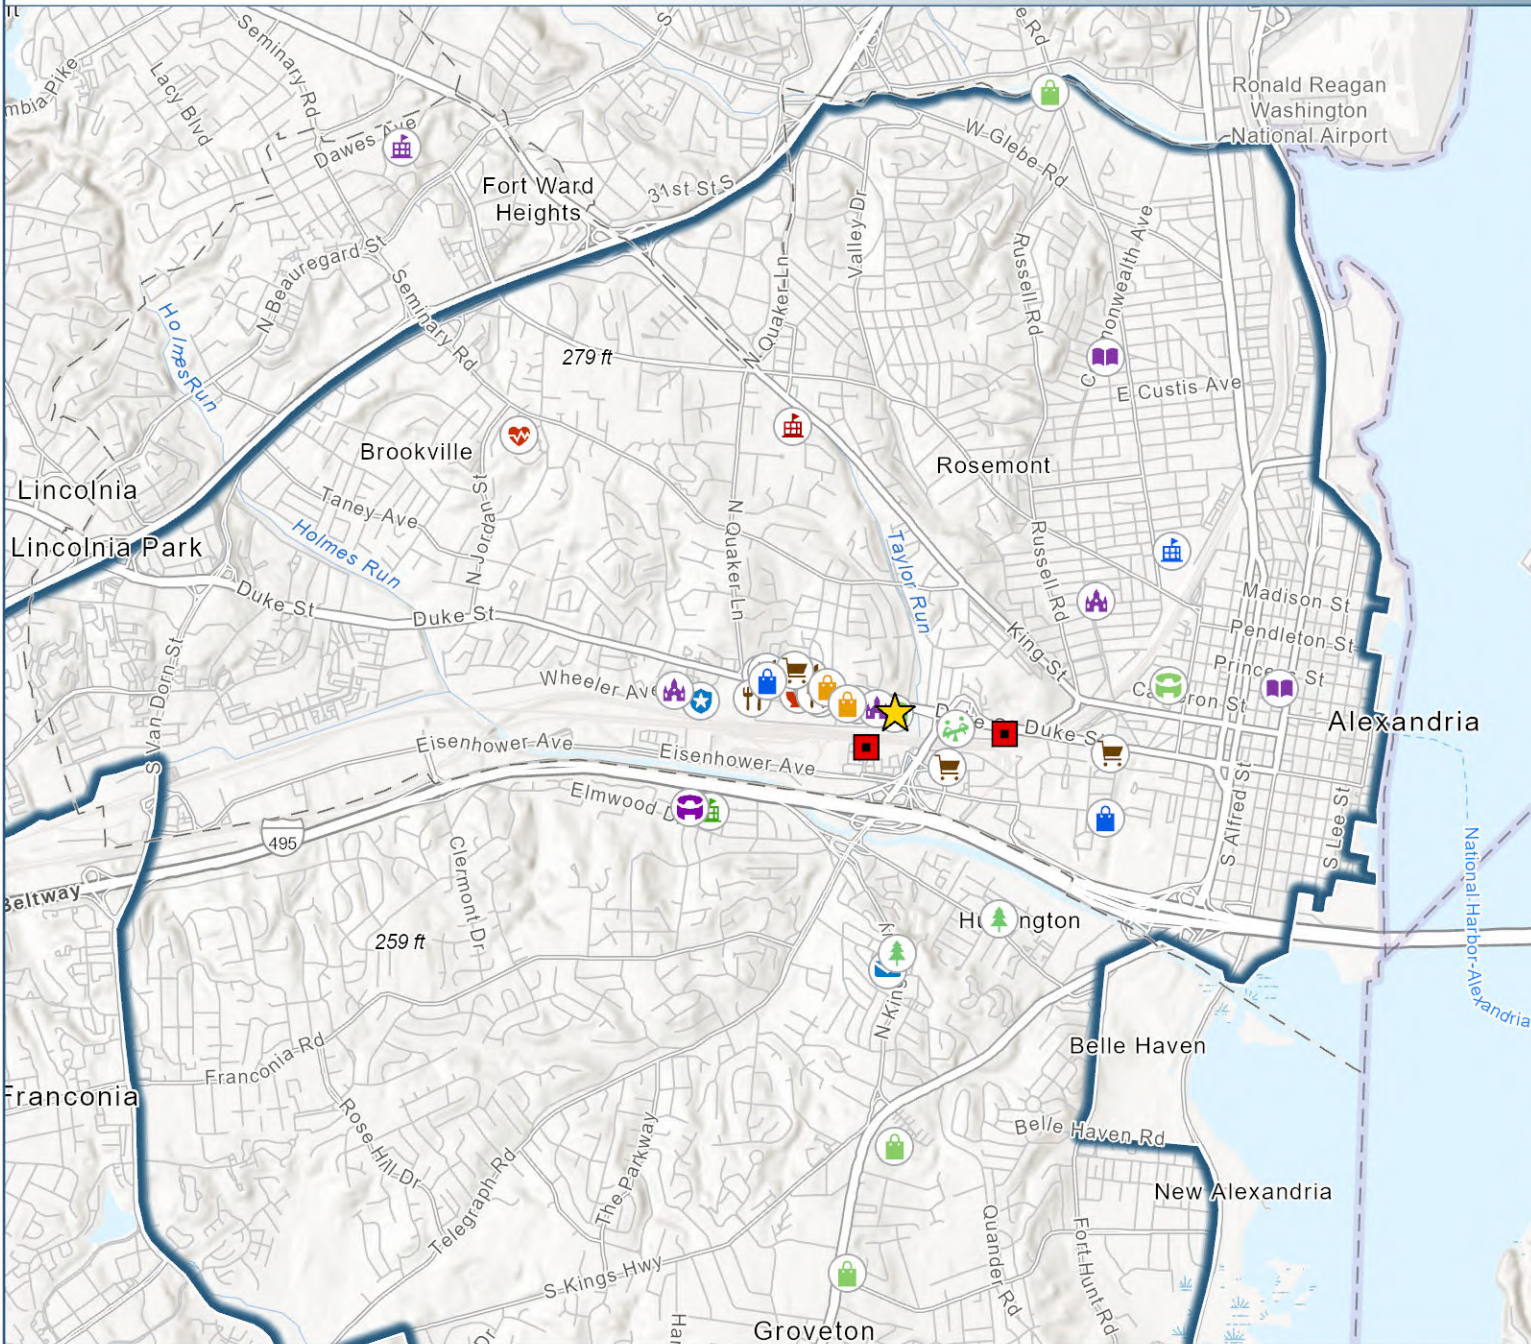 Seminary Rd
Lacy Blvd
Dawes Ave
Ronald Reagan
Washington
National Airport
W Glebe Rd
Fort Ward
Heights
31st St S
Valley Dr
N Beauregard St
Seminary Rd
N Quaker Ln
Russell Rd
Holmes Run
279 ft
E Custis Ave
Brookville
Rosemont
Lincolnia
Taney Ave
N Jordan St
N Quaker Ln
Lincolnia Park
Holmes Run
Taylor Run
Russell Rd
Duke St
Duke St
Madison St
Pendleton St
King St
S Van Dorn St
Wheeler Ave
Duke St
Alexandria
Eisenhower Ave
Eisenhower Ave
Elmwood D
495
Beltway
Clermont Dr
S Alfred St
S Lee St
National Harbor-Alexandria
259 ft
Hu
ngton
N King
Belle Haven
Franconia Rd
Franconia
Rose Hill Dr
Belle Haven Rd
The Parkway
Telegraph Rd
New Alexandria
Quander Rd
Fort Hunt Rd
S Kings Hwy
Groveton
Dr